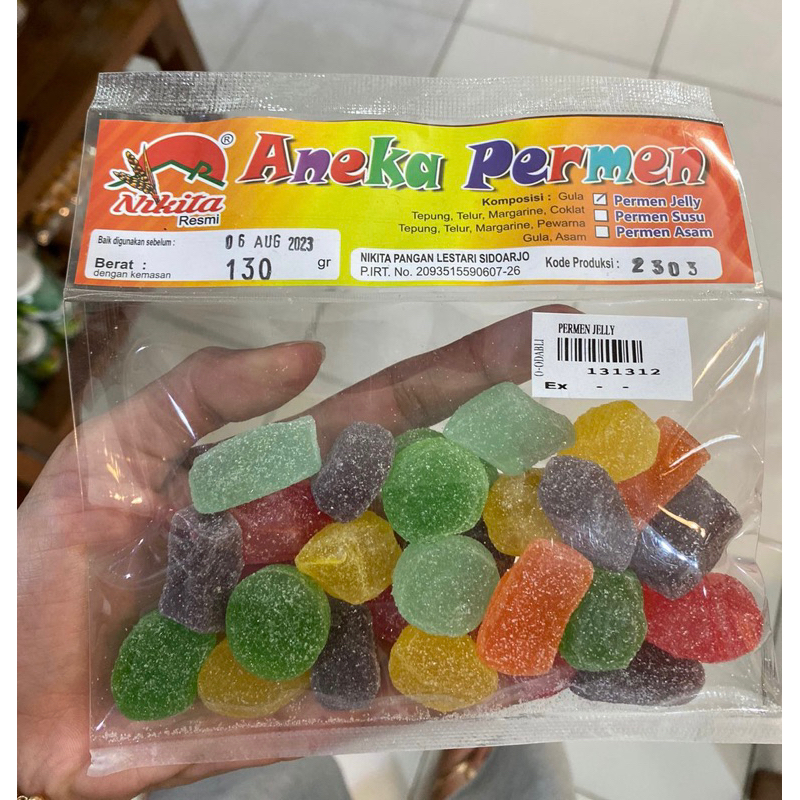 Aneka Permen
®
Nikita
Resmi
Komposisi : Gula ☑ Permen Jelly
Tepung, Telur, Margarine, Coklat ☐ Permen Susu
Tepung, Telur, Margarine, Pewarna ☐ Permen Asam
Gula, Asam
Baik digunakan sebelum : 06 AUG 2023
Berat : 130 gr
dengan kemasan
NIKITA PANGAN LESTARI SIDOARJO
P.IRT. No. 2093515590607-26
Kode Produksi : 2303
PERMEN JELLY
131312
Ex - -